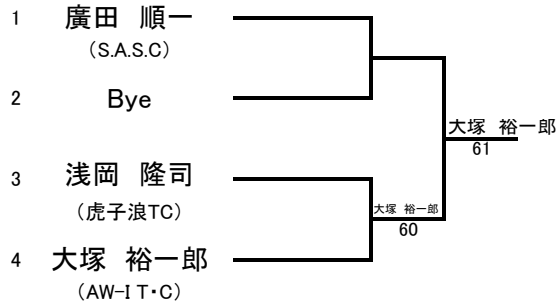 1 廣田 順一
(S.A.S.C)
2 Bye
大塚 裕一郎
61
3 浅岡 隆司
(虎子浪TC)
大塚 裕一郎
60
4 大塚 裕一郎
(AW-I T・C)